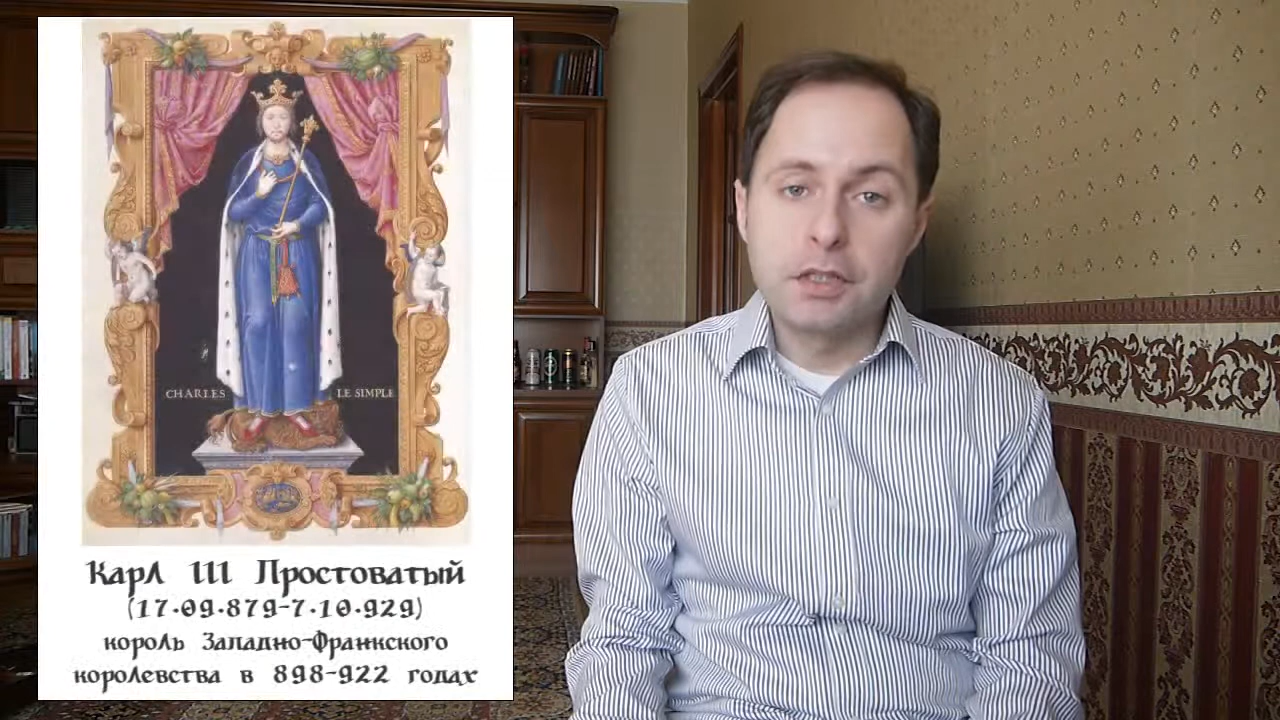 CHARLES LE SIMPLE
Карл III Простоватый
(17.09.879-7.10.929)
король Западно-Франкского
королевства в 898-922 годах